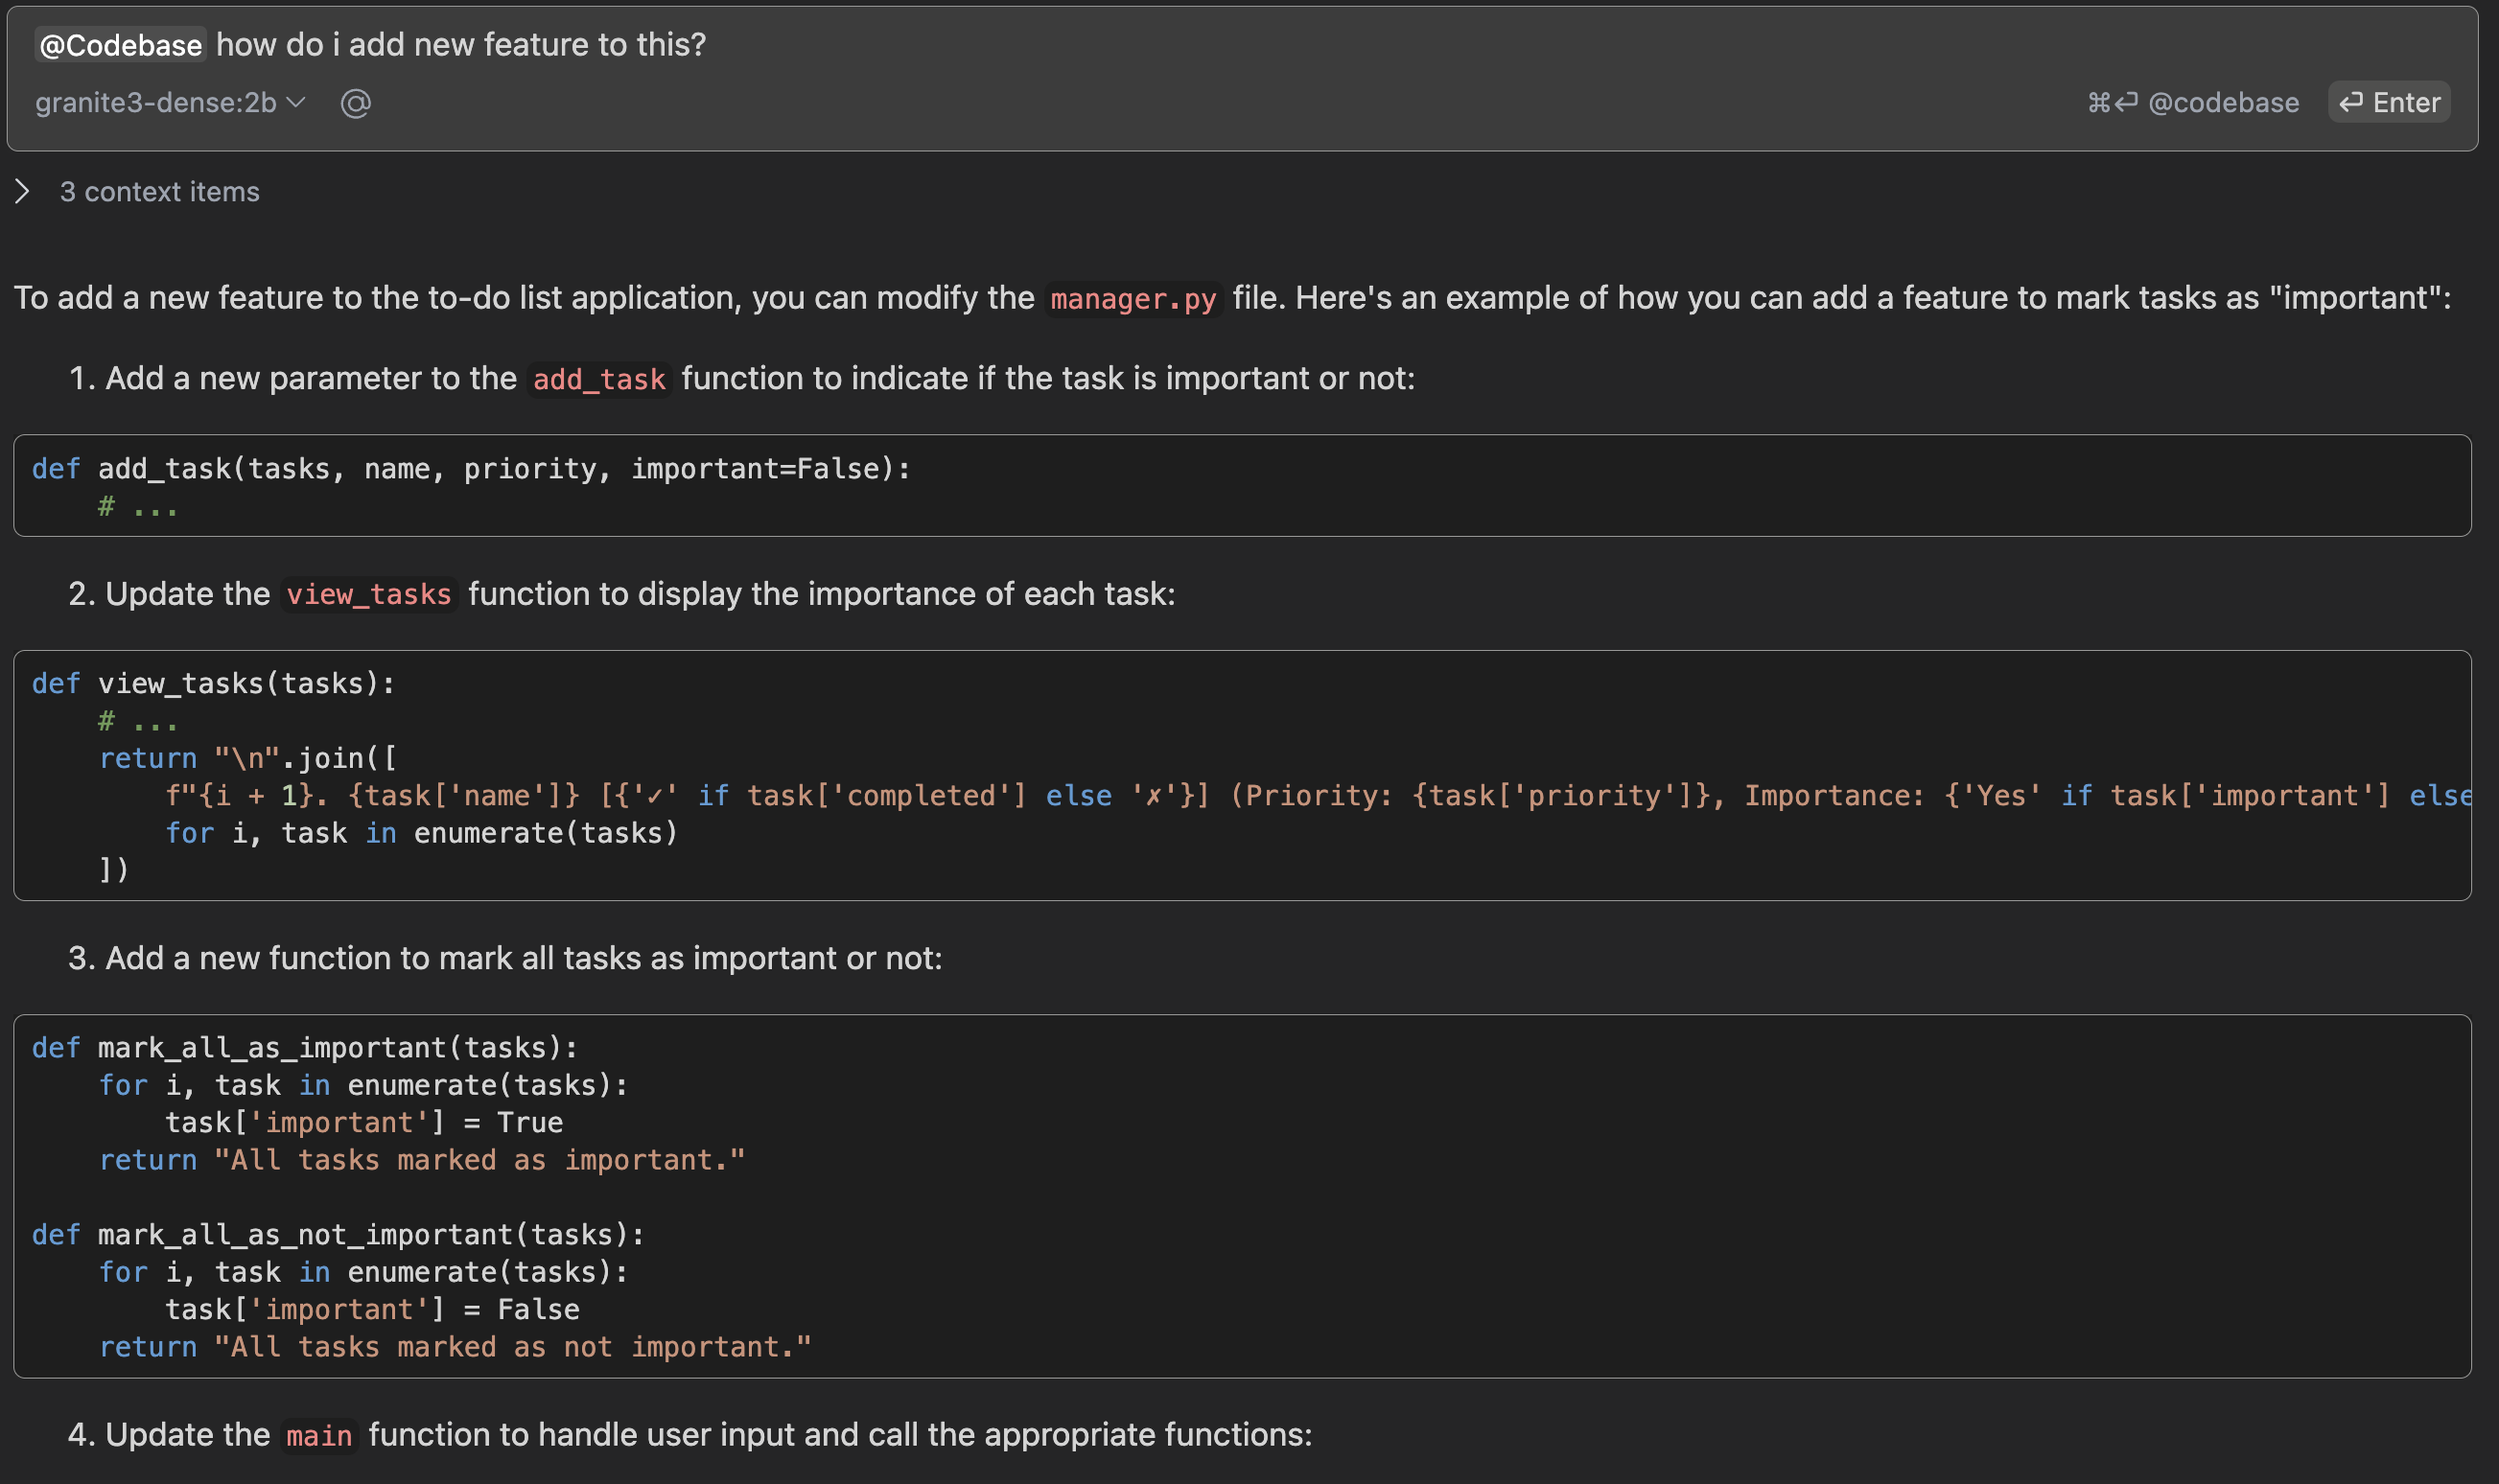 @Codebase how do i add new feature to this?
granite3-dense:2b @ ⌘⏎ @codebase ⏎ Enter
3 context items
To add a new feature to the to-do list application, you can modify the manager.py file. Here's an example of how you can add a feature to mark tasks as "important":
1. Add a new parameter to the add_task function to indicate if the task is important or not:
def add_task(tasks, name, priority, important=False):
    # ...
2. Update the view_tasks function to display the importance of each task:
def view_tasks(tasks):
    # ...
    return "\n".join([
        f"{i + 1}. {task['name']} [{'✓' if task['completed'] else '✗'}] (Priority: {task['priority']}, Importance: {'Yes' if task['important'] else
        for i, task in enumerate(tasks)
    ])
3. Add a new function to mark all tasks as important or not:
def mark_all_as_important(tasks):
    for i, task in enumerate(tasks):
        task['important'] = True
    return "All tasks marked as important."
def mark_all_as_not_important(tasks):
    for i, task in enumerate(tasks):
        task['important'] = False
    return "All tasks marked as not important."
4. Update the main function to handle user input and call the appropriate functions: